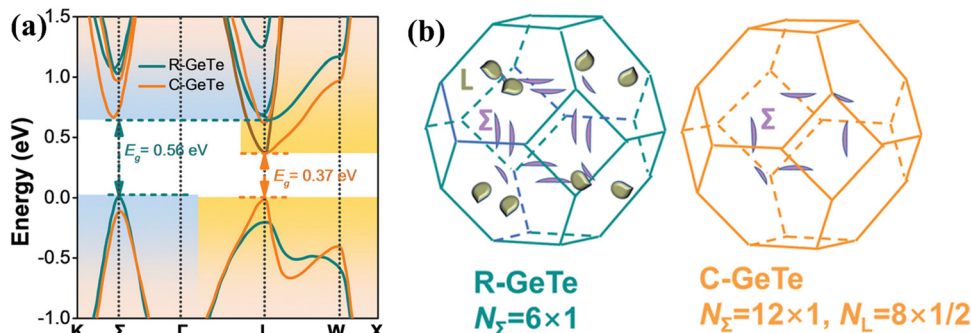 (a)
Energy (eV)
1.5
1.0
0.5
0.0
-0.5
-1.0
R-GeTe
C-GeTe
E_g = 0.56 eV
E_g = 0.37 eV
K Σ Γ L W X
(b)
L
Σ
Σ
R-GeTe
N_Σ=6×1
C-GeTe
N_Σ=12×1, N_L=8×1/2